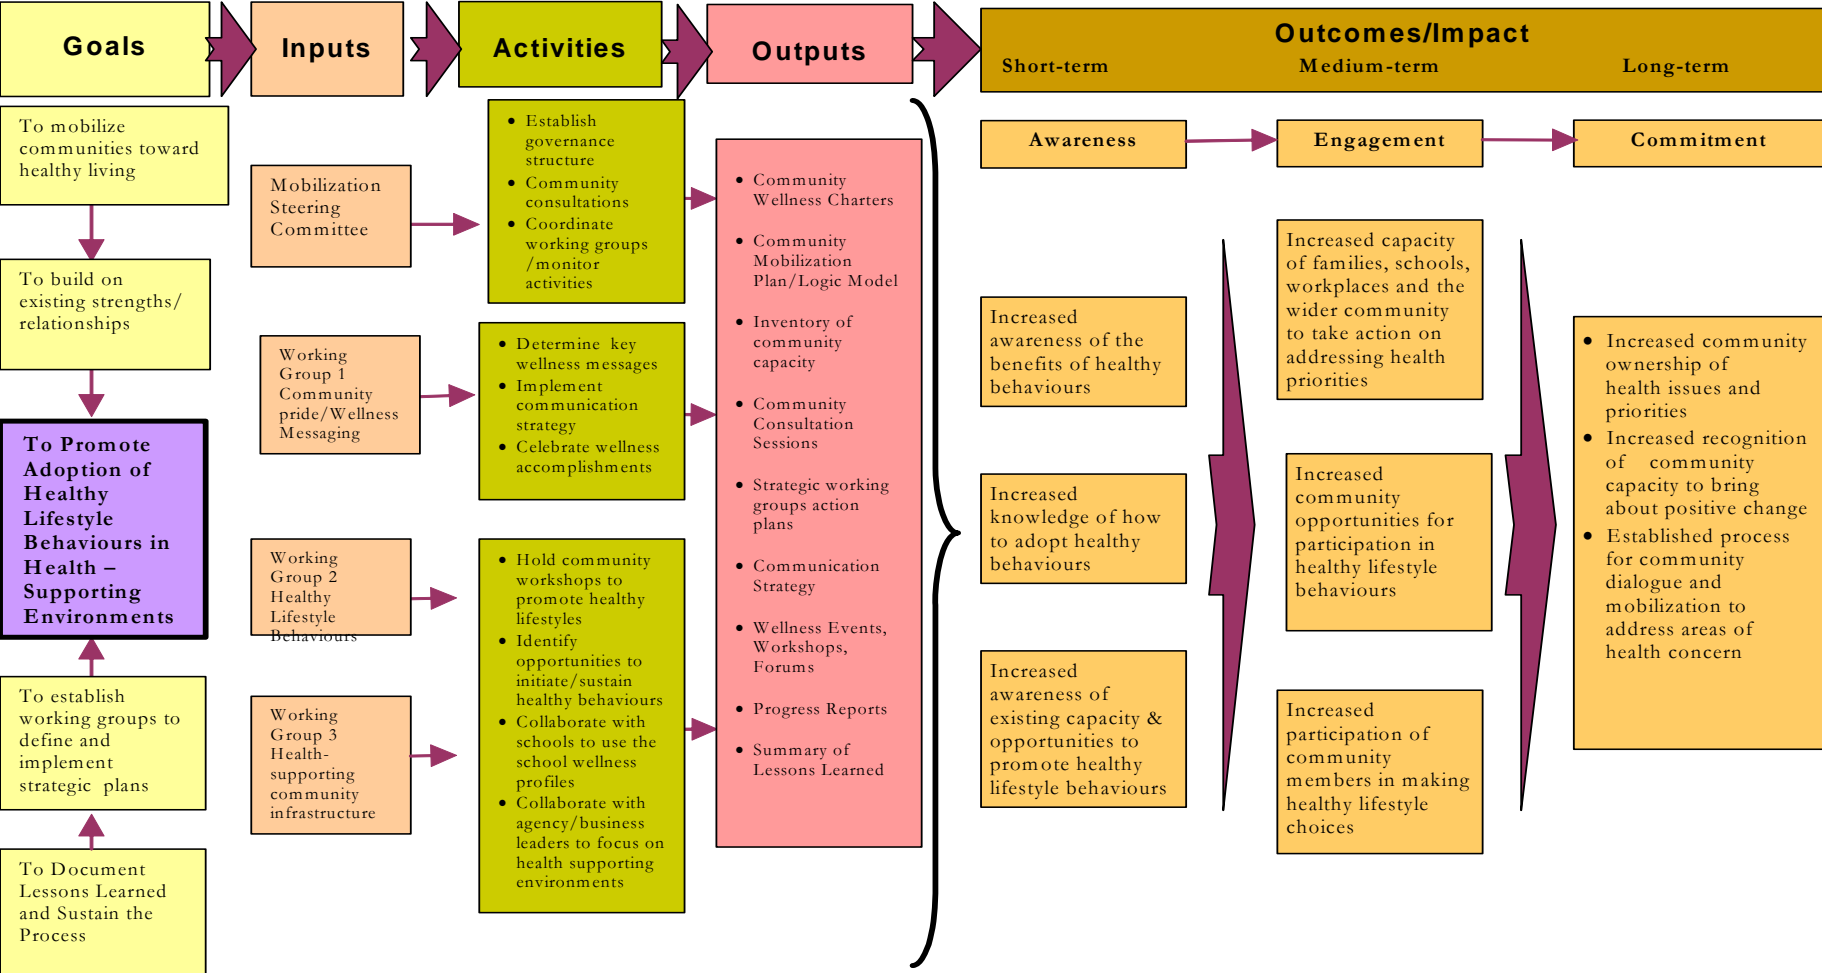 Goals
Inputs
Activities
Outputs
Outcomes/Impact
Short-term
Medium-term
Long-term
To mobilize
communities toward
healthy living
To build on
existing strengths/
relationships
To Promote
Adoption of
Healthy
Lifestyle
Behaviours in
Health –
Supporting
Environments
To establish
working groups to
define and
implement
strategic plans
To Document
Lessons Learned
and Sustain the
Process
Mobilization
Steering
Committee
Working
Group 1
Community
pride/Wellness
Messaging
Working
Group 2
Healthy
Lifestyle
Behaviours
Working
Group 3
Health-
supporting
community
infrastructure
• Establish
governance
structure
• Community
consultations
• Coordinate
working groups
/monitor
activities
• Determine key
wellness messages
• Implement
communication
strategy
• Celebrate wellness
accomplishments
• Hold community
workshops to
promote healthy
lifestyles
• Identify
opportunities to
initiate/sustain
healthy behaviours
• Collaborate with
schools to use the
school wellness
profiles
• Collaborate with
agency/business
leaders to focus on
health supporting
environments
• Community
Wellness Charters
• Community
Mobilization
Plan/Logic Model
• Inventory of
community
capacity
• Community
Consultation
Sessions
• Strategic working
groups action
plans
• Communication
Strategy
• Wellness Events,
Workshops,
Forums
• Progress Reports
• Summary of
Lessons Learned
Awareness
Engagement
Commitment
Increased
awareness of the
benefits of healthy
behaviours
Increased
knowledge of how
to adopt healthy
behaviours
Increased
awareness of
existing capacity &
opportunities to
promote healthy
lifestyle behaviours
Increased capacity
of families, schools,
workplaces and the
wider community
to take action on
addressing health
priorities
Increased
community
opportunities for
participation in
healthy lifestyle
behaviours
Increased
participation of
community
members in making
healthy lifestyle
choices
• Increased community
ownership of
health issues and
priorities
• Increased recognition
of community
capacity to bring
about positive change
• Established process
for community
dialogue and
mobilization to
address areas of
health concern